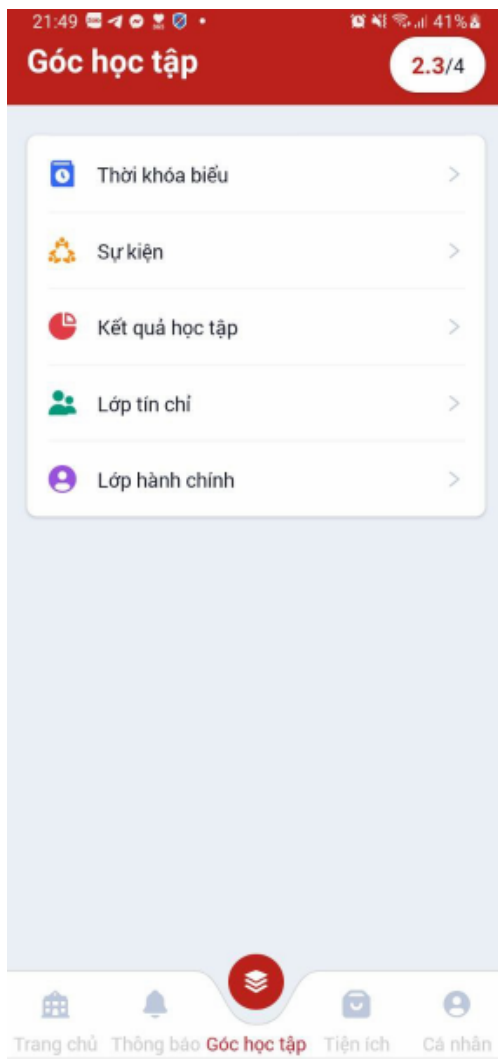 21:49 41%
Góc học tập 2.3/4
Thời khóa biểu
Sự kiện
Kết quả học tập
Lớp tín chỉ
Lớp hành chính
Trang chủ Thông báo Góc học tập Tiện ích Cá nhân